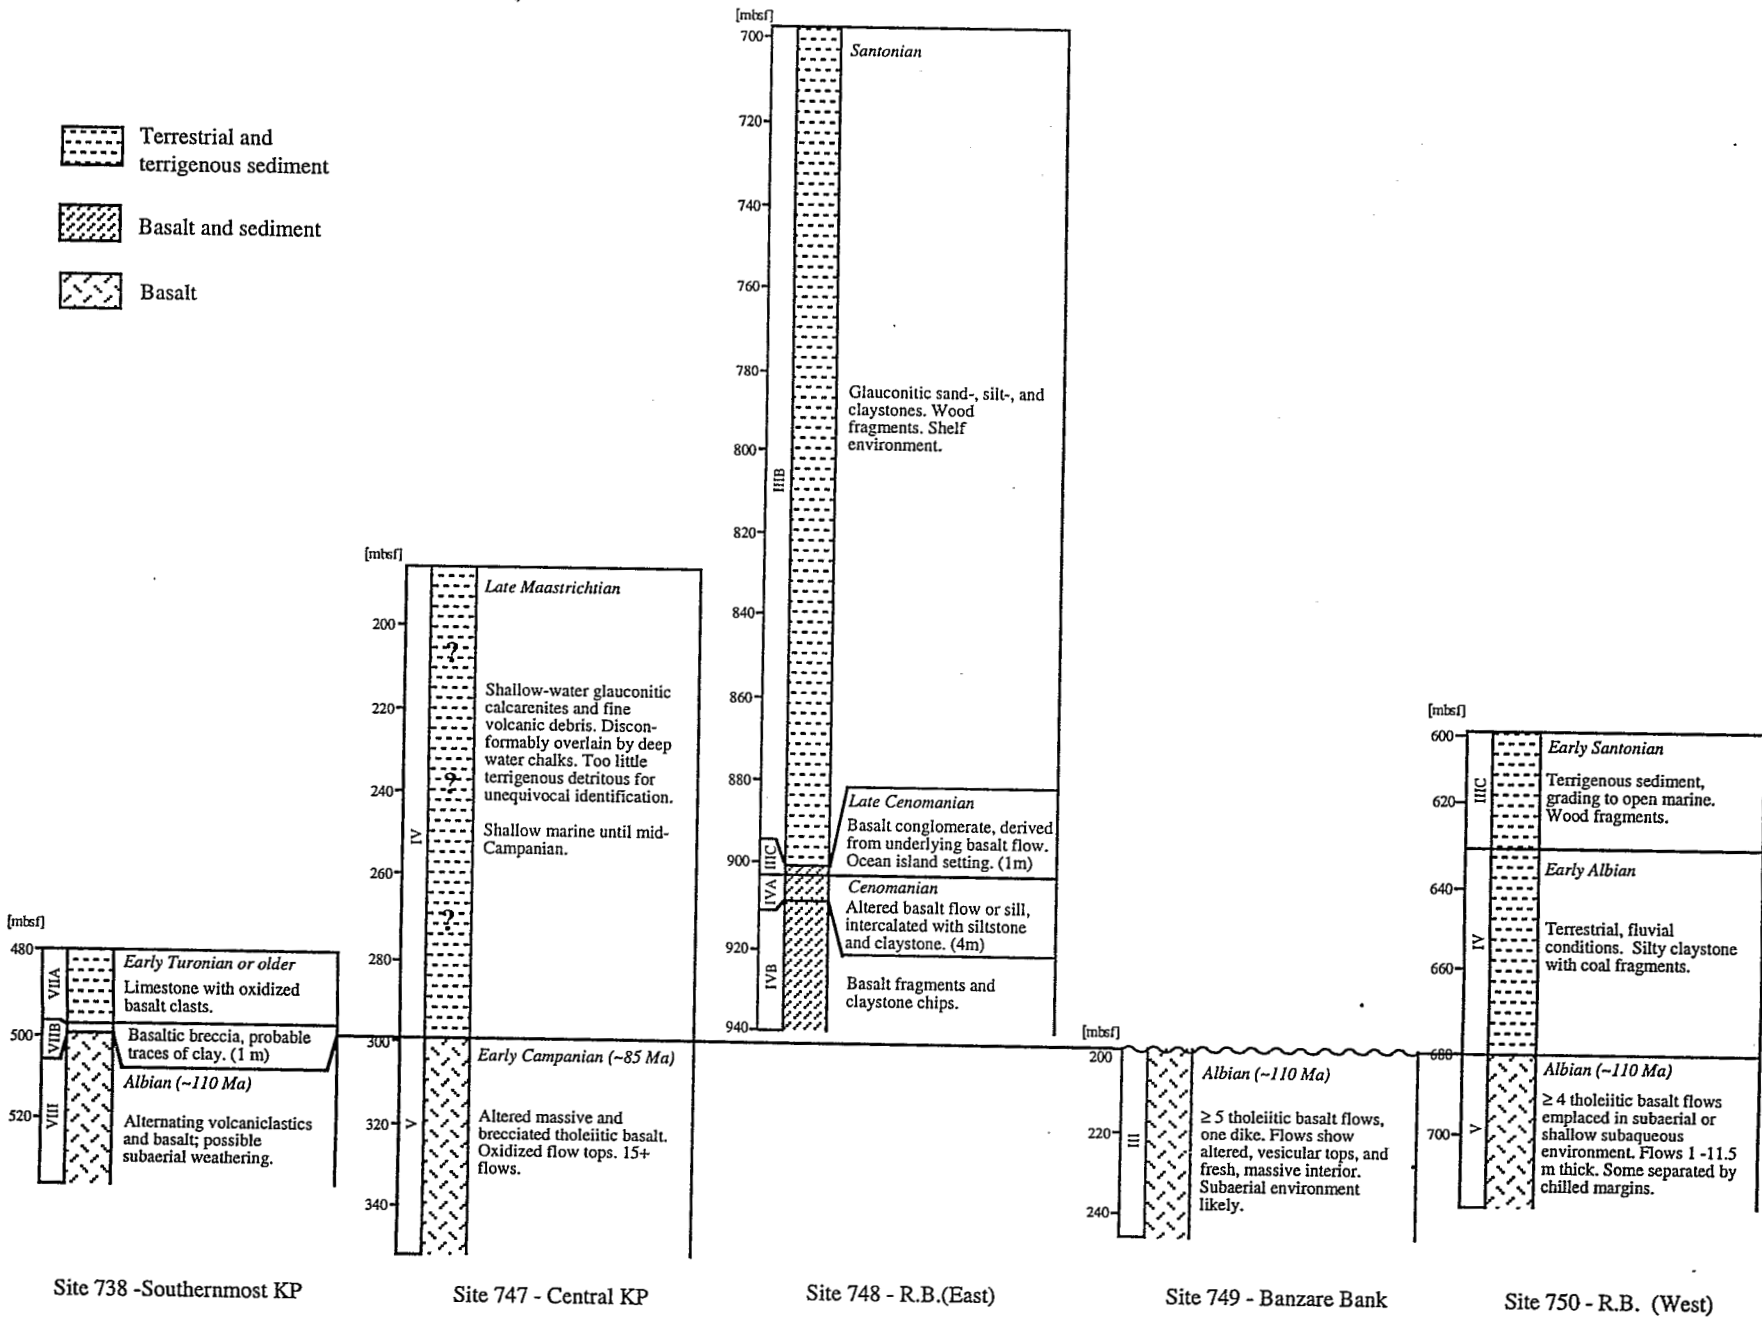 Terrestrial and
terrigenous sediment
Basalt and sediment
Basalt
[mbsf]
480
500
520
VIIA
VIIB
VIII
Early Turonian or older
Limestone with oxidized
basalt clasts.
Basaltic breccia, probable
traces of clay. (1 m)
Albian (~110 Ma)
Alternating volcaniclastics
and basalt; possible
subaerial weathering.
Site 738 -Southernmost KP
[mbsf]
200
220
240
260
280
300
320
340
IV
V
?
?
?
Late Maastrichtian
Shallow-water glauconitic
calcarenites and fine
volcanic debris. Discon-
formably overlain by deep
water chalks. Too little
terrigenous detritous for
unequivocal identification.
Shallow marine until mid-
Campanian.
Early Campanian (~85 Ma)
Altered massive and
brecciated tholeiitic basalt.
Oxidized flow tops. 15+
flows.
Site 747 - Central KP
[mbsf]
700
720
740
760
780
800
820
840
860
880
900
920
940
IIIB
IIIC
IVA
IVB
Santonian
Glauconitic sand-, silt-, and
claystones. Wood
fragments. Shelf
environment.
Late Cenomanian
Basalt conglomerate, derived
from underlying basalt flow.
Ocean island setting. (1m)
Cenomanian
Altered basalt flow or sill,
intercalated with siltstone
and claystone. (4m)
Basalt fragments and
claystone chips.
Site 748 - R.B.(East)
[mbsf]
200
220
240
III
Albian (~110 Ma)
≥ 5 tholeiitic basalt flows,
one dike. Flows show
altered, vesicular tops, and
fresh, massive interior.
Subaerial environment
likely.
Site 749 - Banzare Bank
[mbsf]
600
620
640
660
680
700
IIIC
IV
V
Early Santonian
Terrigenous sediment,
grading to open marine.
Wood fragments.
Early Albian
Terrestrial, fluvial
conditions. Silty claystone
with coal fragments.
Albian (~110 Ma)
≥ 4 tholeiitic basalt flows
emplaced in subaerial or
shallow subaqueous
environment. Flows 1 -11.5
m thick. Some separated by
chilled margins.
Site 750 - R.B. (West)